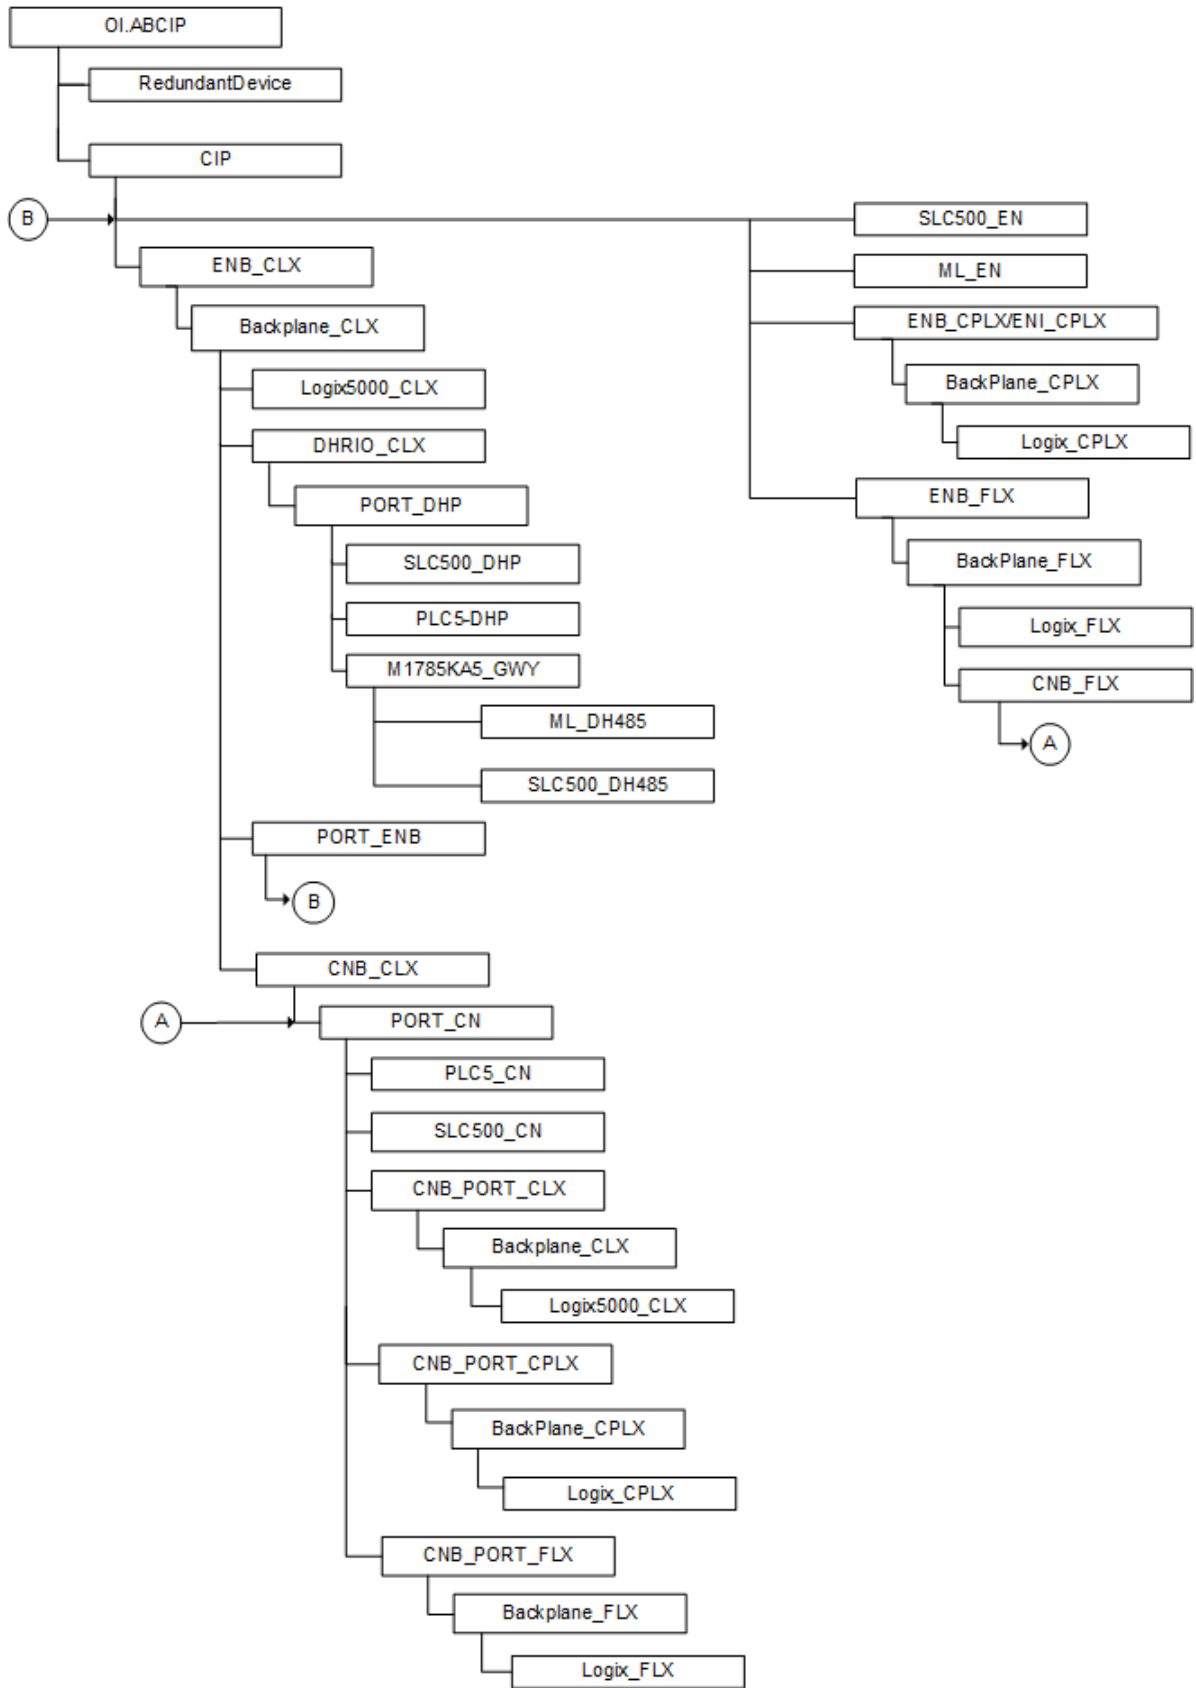 OI.ABCIP
RedundantDevice
CIP
B
ENB_CLX
Backplane_CLX
Logix5000_CLX
DHRIO_CLX
PORT_DHP
SLC500_DHP
PLC5-DHP
M1785KA5_GWY
ML_DH485
SLC500_DH485
PORT_ENB
B
CNB_CLX
A
PORT_CN
PLC5_CN
SLC500_CN
CNB_PORT_CLX
Backplane_CLX
Logix5000_CLX
CNB_PORT_CPLX
BackPlane_CPLX
Logix_CPLX
CNB_PORT_FLX
Backplane_FLX
Logix_FLX
SLC500_EN
ML_EN
ENB_CPLX/ENI_CPLX
BackPlane_CPLX
Logix_CPLX
ENB_FLX
BackPlane_FLX
Logix_FLX
CNB_FLX
A